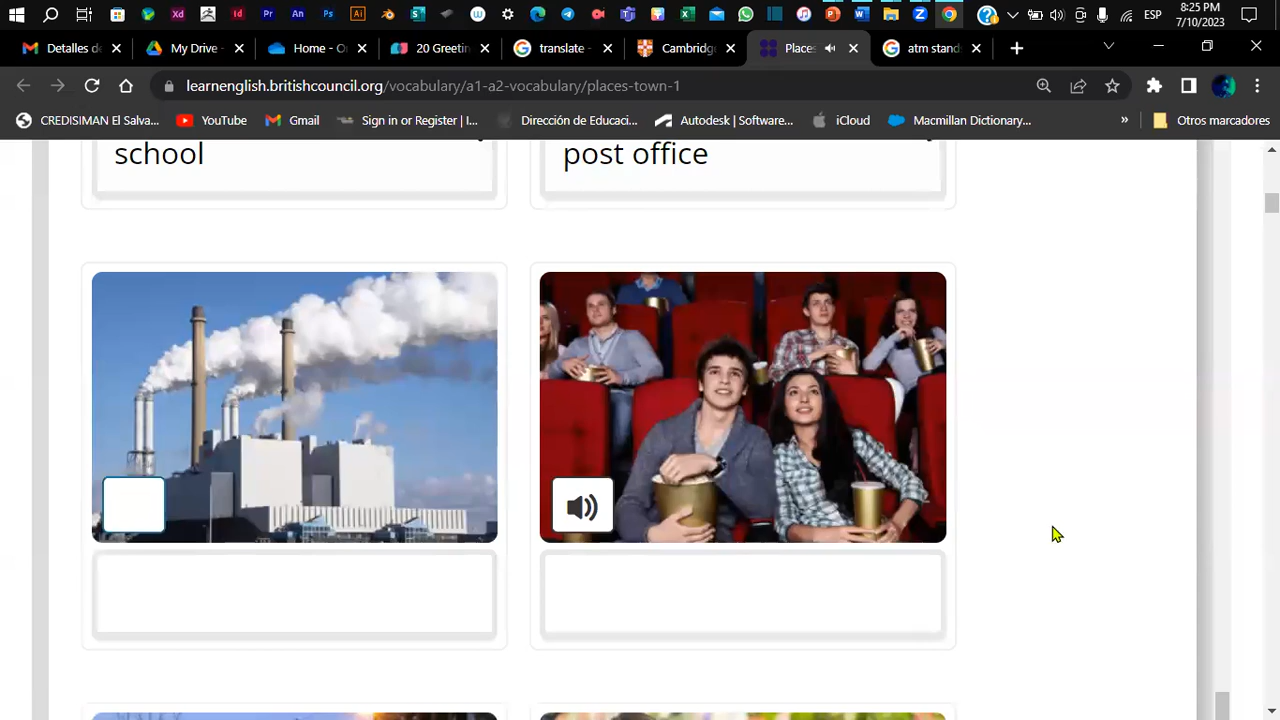 8:25 PM
ESP
7/10/2023
Detalles de
My Drive -
Home - On
20 Greetin
translate -
Cambridg
Places
atm stand
learnenglish.britishcouncil.org/vocabulary/a1-a2-vocabulary/places-town-1
CREDISIMAN El Salva...
YouTube
Gmail
Sign in or Register | I...
Dirección de Educaci...
Autodesk | Software...
iCloud
Macmillan Dictionary...
»
Otros marcadores
school
post office